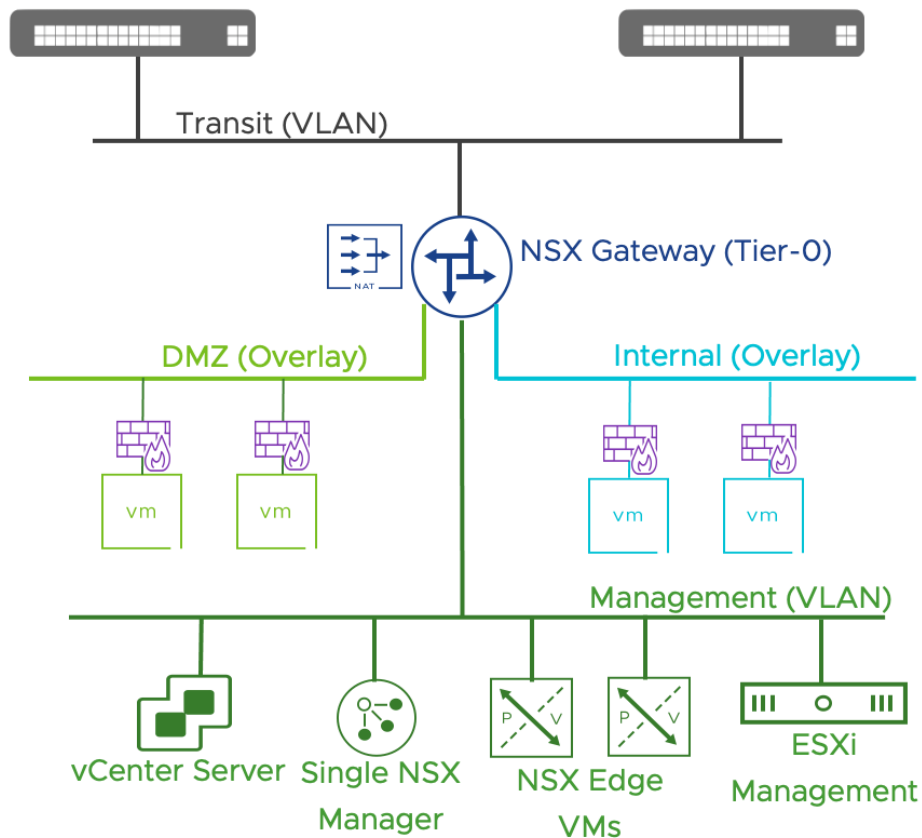 Transit (VLAN)
NAT
NSX Gateway (Tier-0)
DMZ (Overlay)
Internal (Overlay)
vm
vm
vm
vm
Management (VLAN)
P V
P V
vCenter Server
Single NSX
Manager
NSX Edge
VMs
ESXi
Management